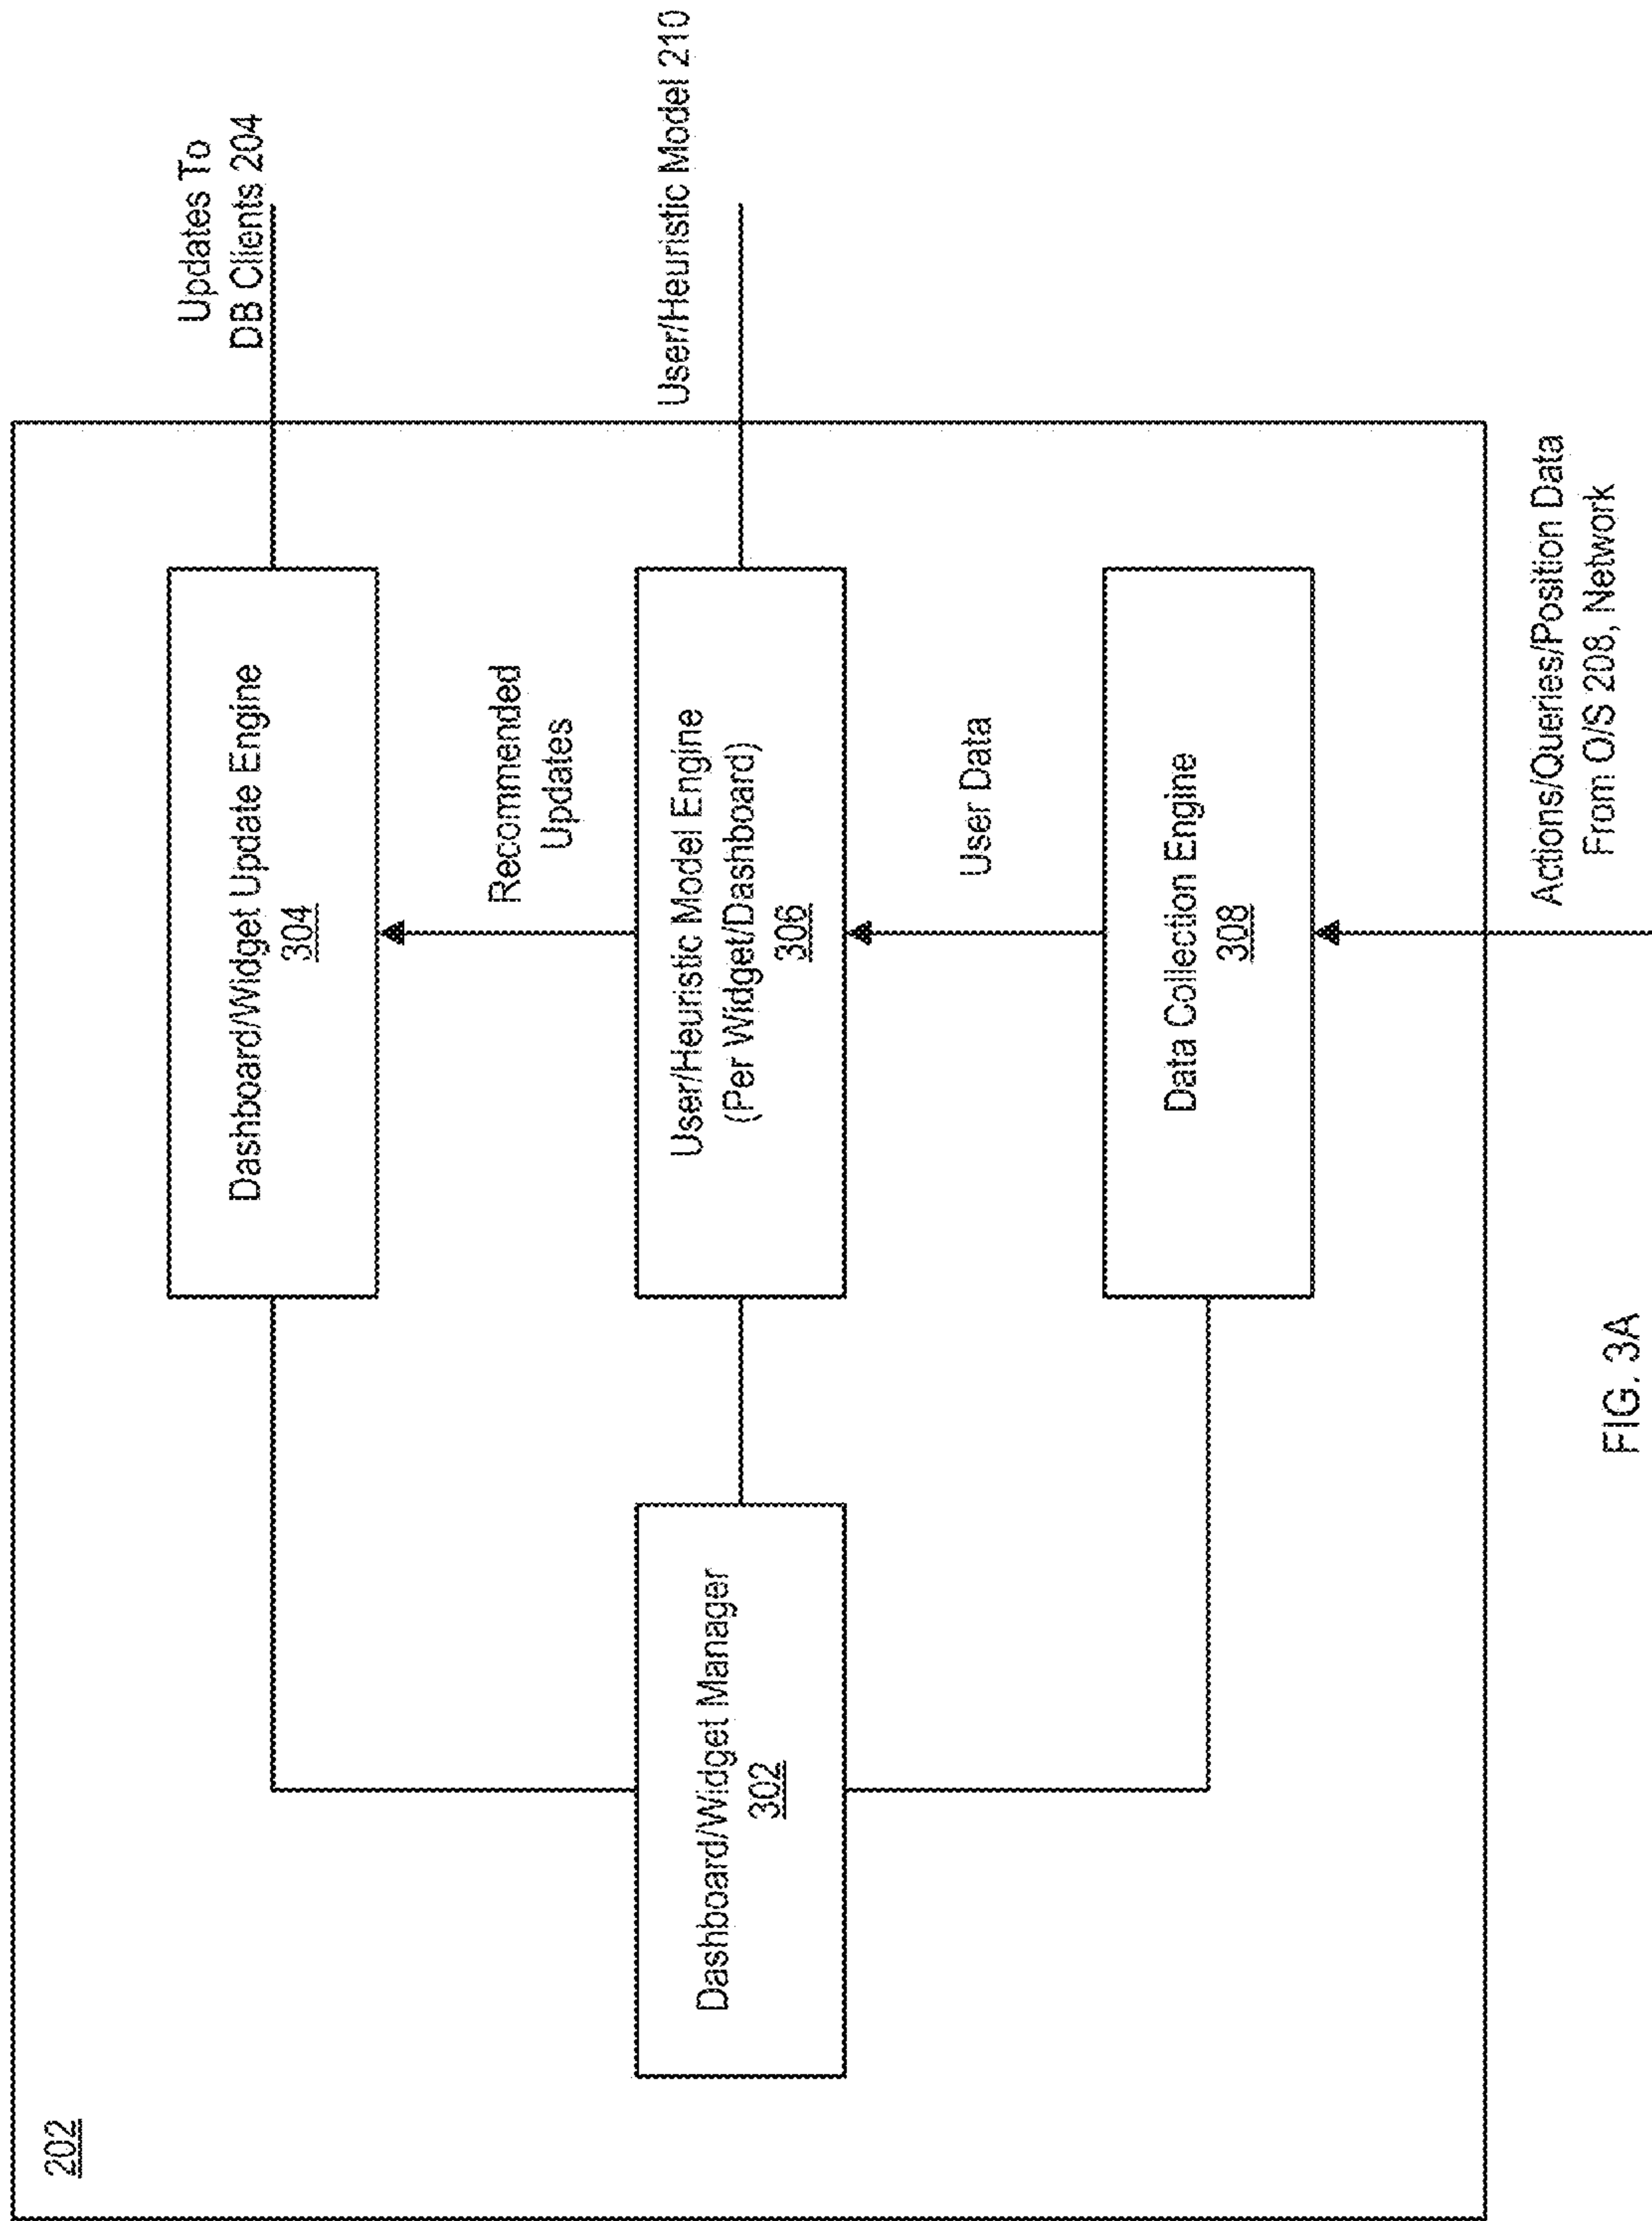 202
Updates To
DB Clients 204
Dashboard/Widget Update Engine
304
Recommended
Updates
User/Heuristic Model 210
Dashboard/Widget Manager
302
User/Heuristic Model Engine
(Per Widget/Dashboard)
306
User Data
Data Collection Engine
308
Actions/Queries/Position Data
From O/S 208, Network
FIG. 3A